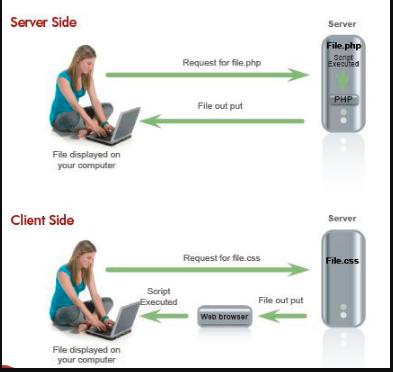 Server Side
Server
File.php
Script
Executed
PHP
Request for file.php
File out put
File displayed on
your computer
Client Side
Server
File.css
Request for file.css
Script
Executed
Web browser
File out put
File displayed on
your computer